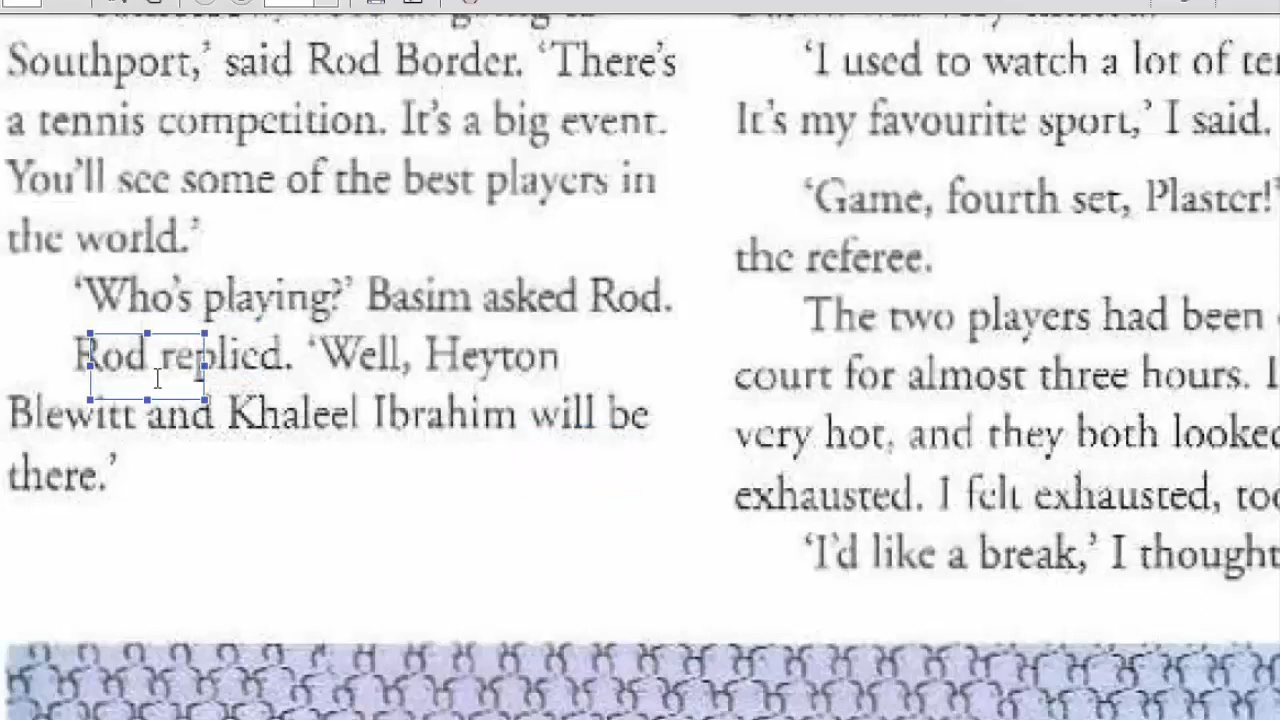 Southport,’ said Rod Border. ‘There’s
a tennis competition. It’s a big event.
You’ll see some of the best players in
the world.’
‘Who’s playing?’ Basim asked Rod.
Rod replied. ‘Well, Heyton
Blewitt and Khaleel Ibrahim will be
there.’
‘I used to watch a lot of
It’s my favourite sport,’ I said.
‘Game, fourth set, Plaster!’
the referee.
The two players had been
court for almost three hours.
very hot, and they both looked
exhausted. I felt exhausted,
‘I’d like a break,’ I thought